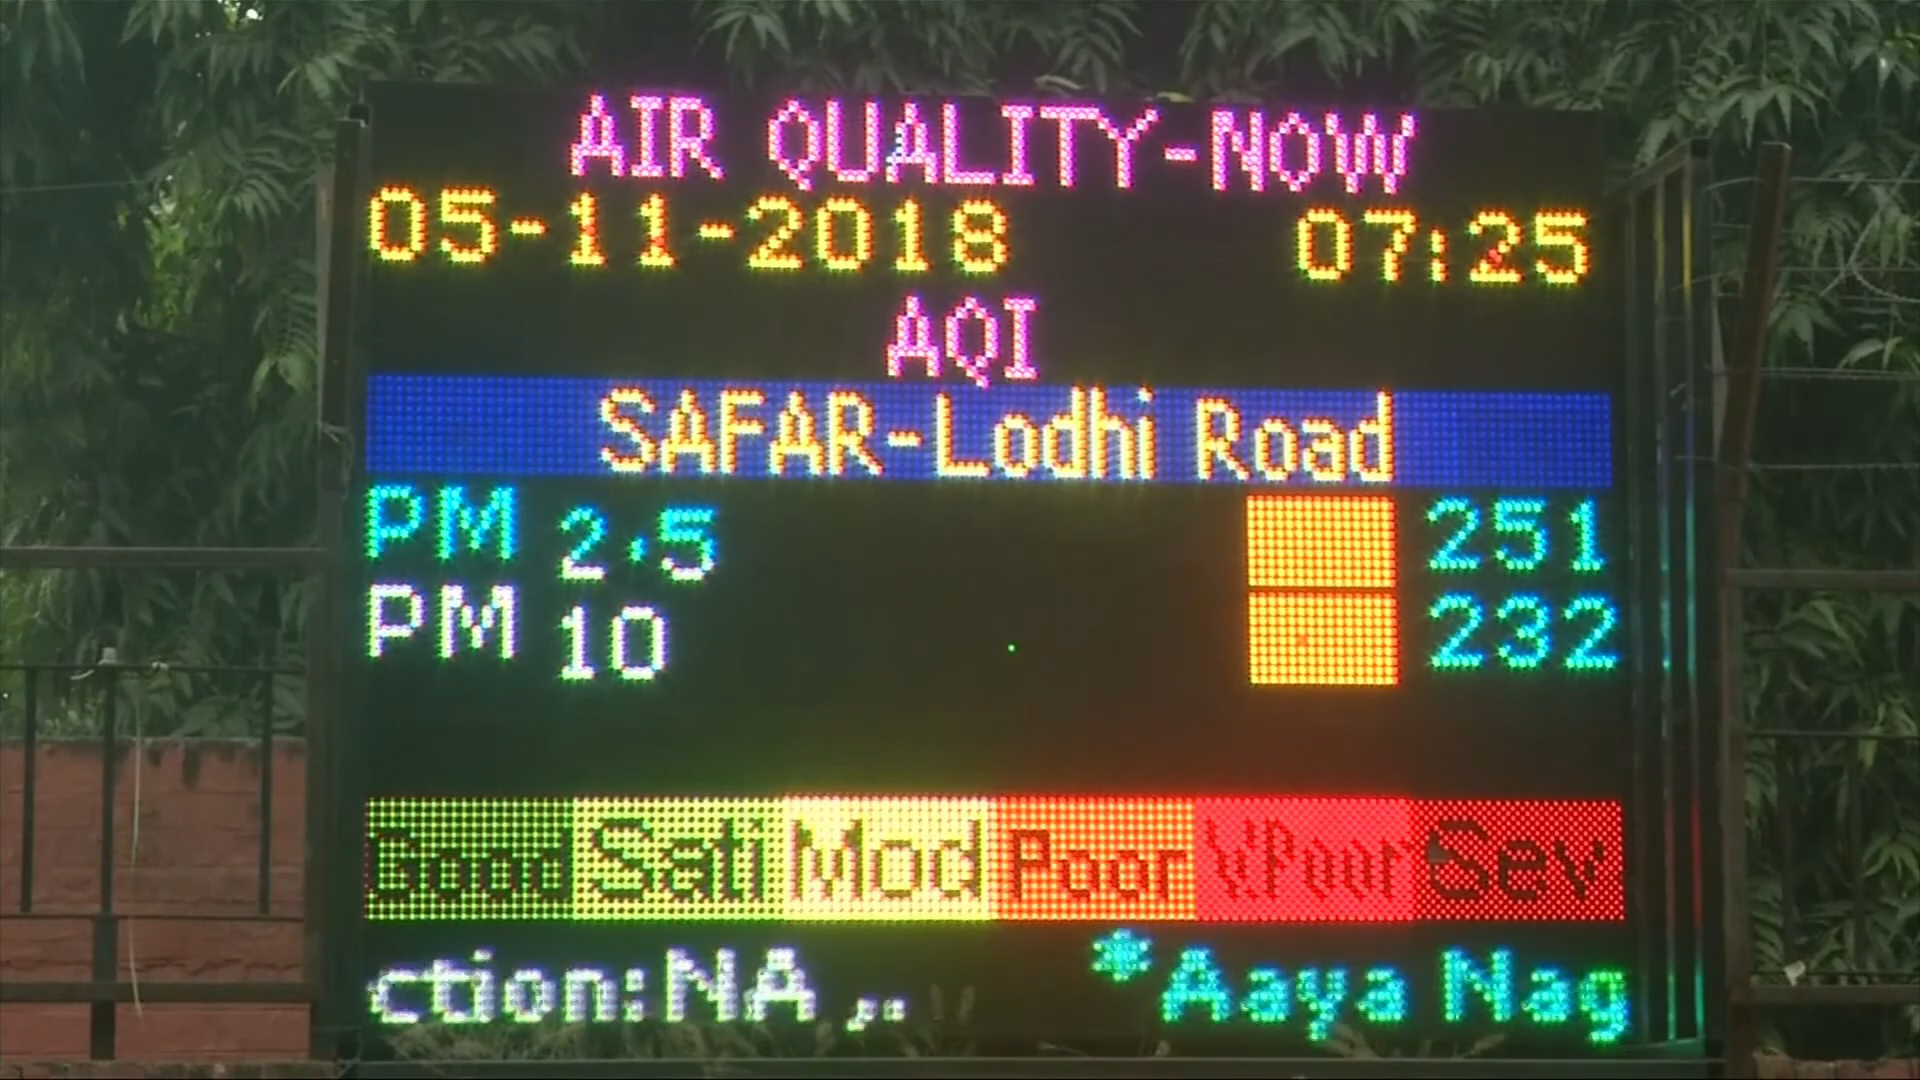 AIR QUALITY-NOW
05-11-2018 07:25
AQI
SAFAR-Lodhi Road
PM 2.5 251
PM 10 232
Good Sati Mod Poor V.Poor Sev
ction:NA ,.. *Aaya Nag